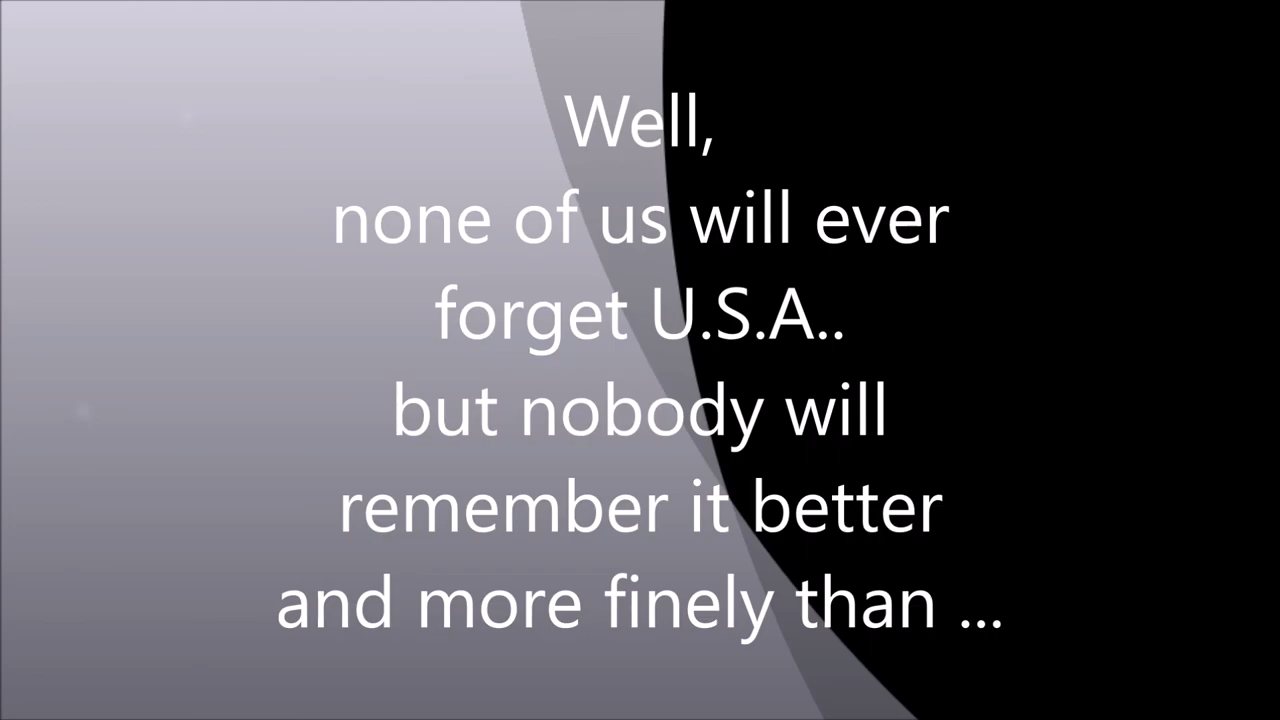 Well,
none of us will ever
forget U.S.A..
but nobody will
remember it better
and more finely than ...